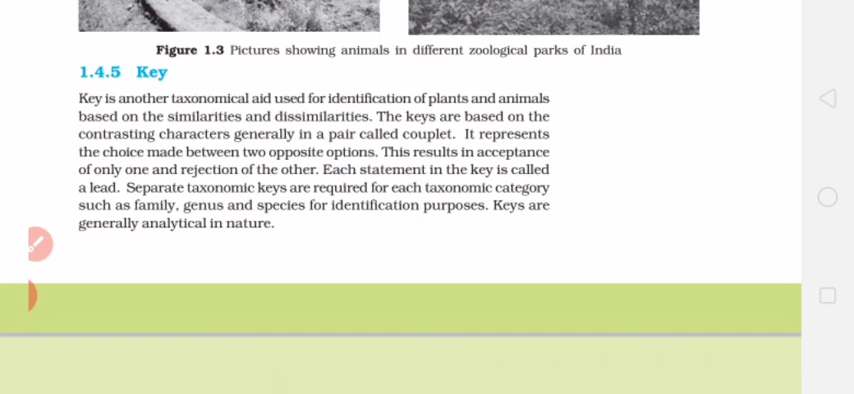 Figure 1.3 Pictures showing animals in different zoological parks of India
1.4.5 Key
Key is another taxonomical aid used for identification of plants and animals
based on the similarities and dissimilarities. The keys are based on the
contrasting characters generally in a pair called couplet. It represents
the choice made between two opposite options. This results in acceptance
of only one and rejection of the other. Each statement in the key is called
a lead. Separate taxonomic keys are required for each taxonomic category
such as family, genus and species for identification purposes. Keys are
generally analytical in nature.